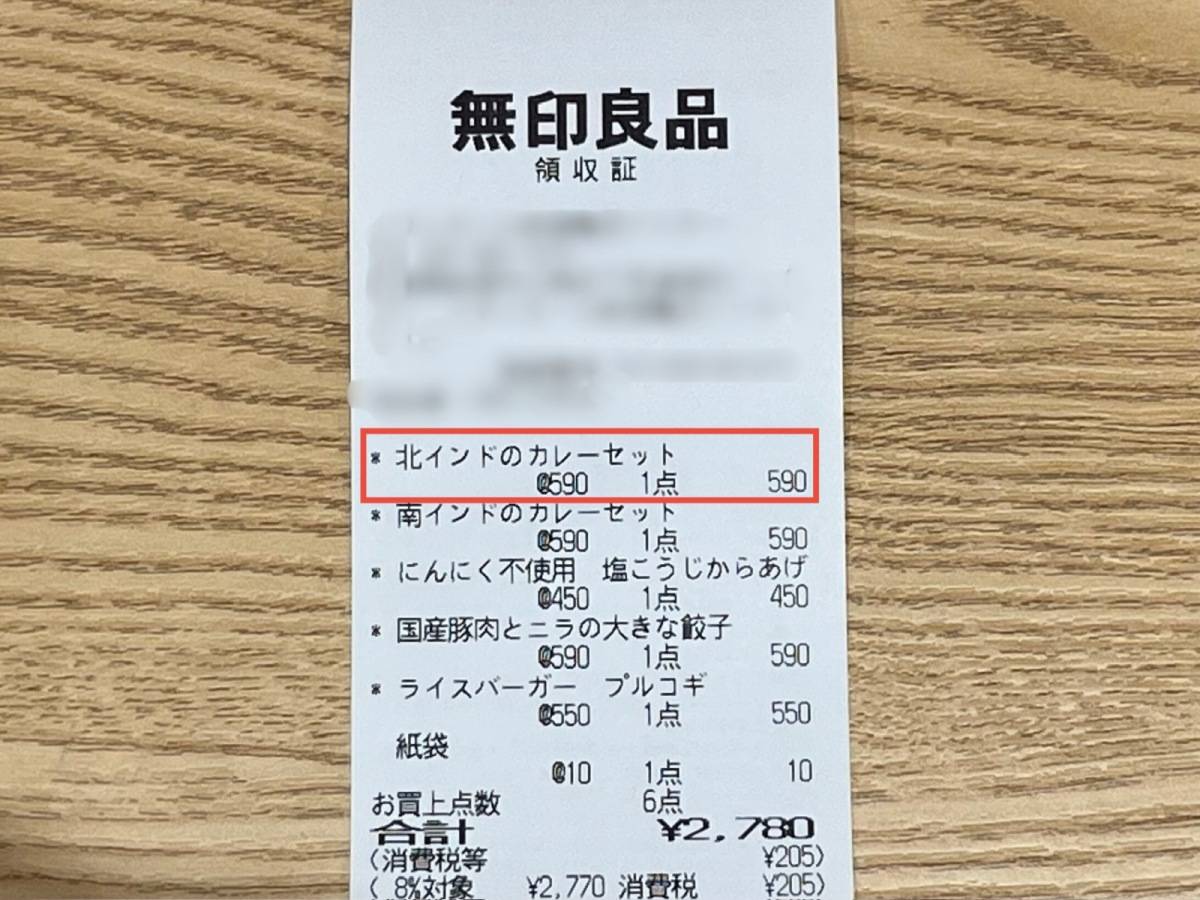 無印良品
領収証
* 北インドのカレーセット
@590 1点 590
* 南インドのカレーセット
@590 1点 590
* にんにく不使用 塩こうじからあげ
@450 1点 450
* 国産豚肉とニラの大きな餃子
@590 1点 590
* ライスバーガー プルコギ
@550 1点 550
紙袋
@10 1点 10
お買上点数 6点
合計 ¥2,780
(消費税等 ¥205)
( 8%対象 ¥2,770 消費税 ¥205)